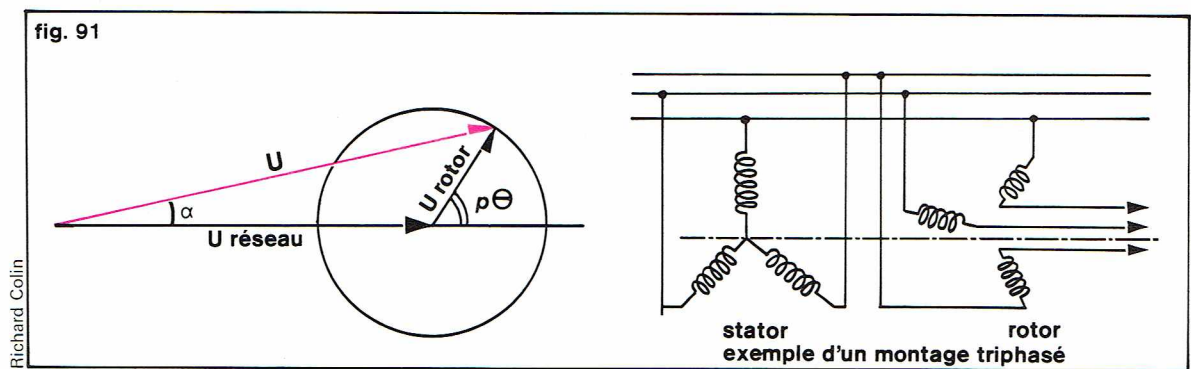 fig. 91
U
α
U réseau
U rotor
pΘ
stator
rotor
exemple d'un montage triphasé
Richard Colin